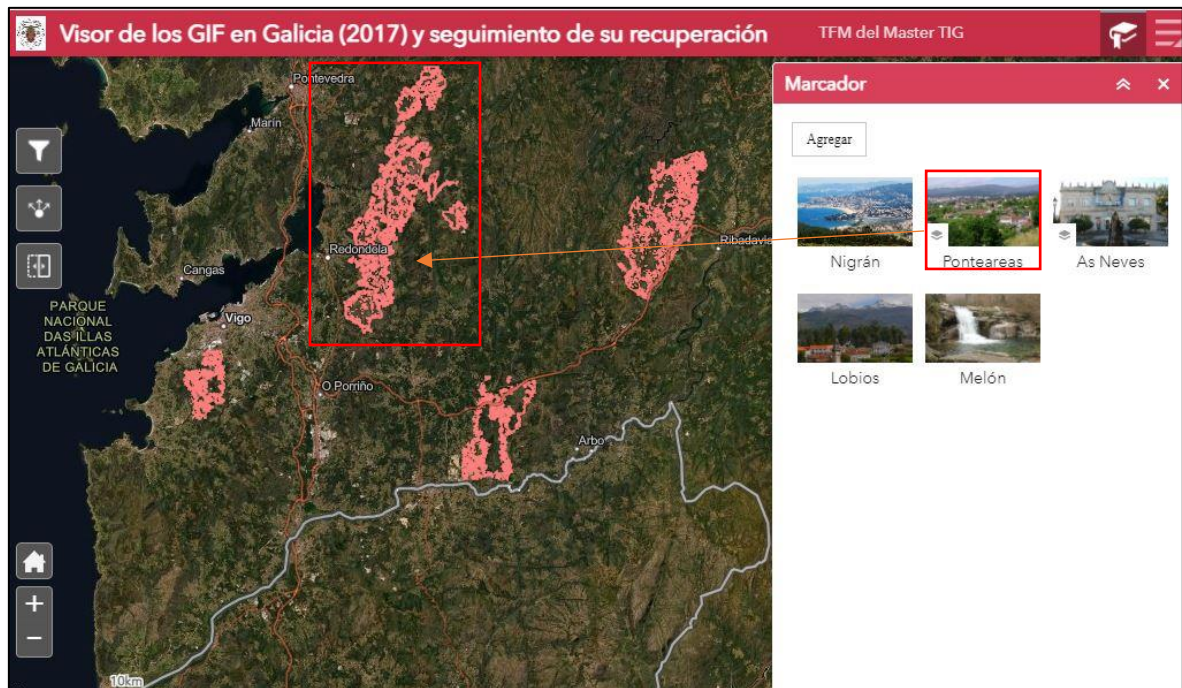 Visor de los GIF en Galicia (2017) y seguimiento de su recuperación
TFM del Master TIG
Marcador
Agregar
Nigrán
Ponteareas
As Neves
Lobios
Melón
Pontevedra
Marín
Redondela
Ribadavia
Cangas
PARQUE
NACIONAL
DAS ILLAS
ATLÁNTICAS
DE GALICIA
Vigo
O Porriño
Arbo
10km